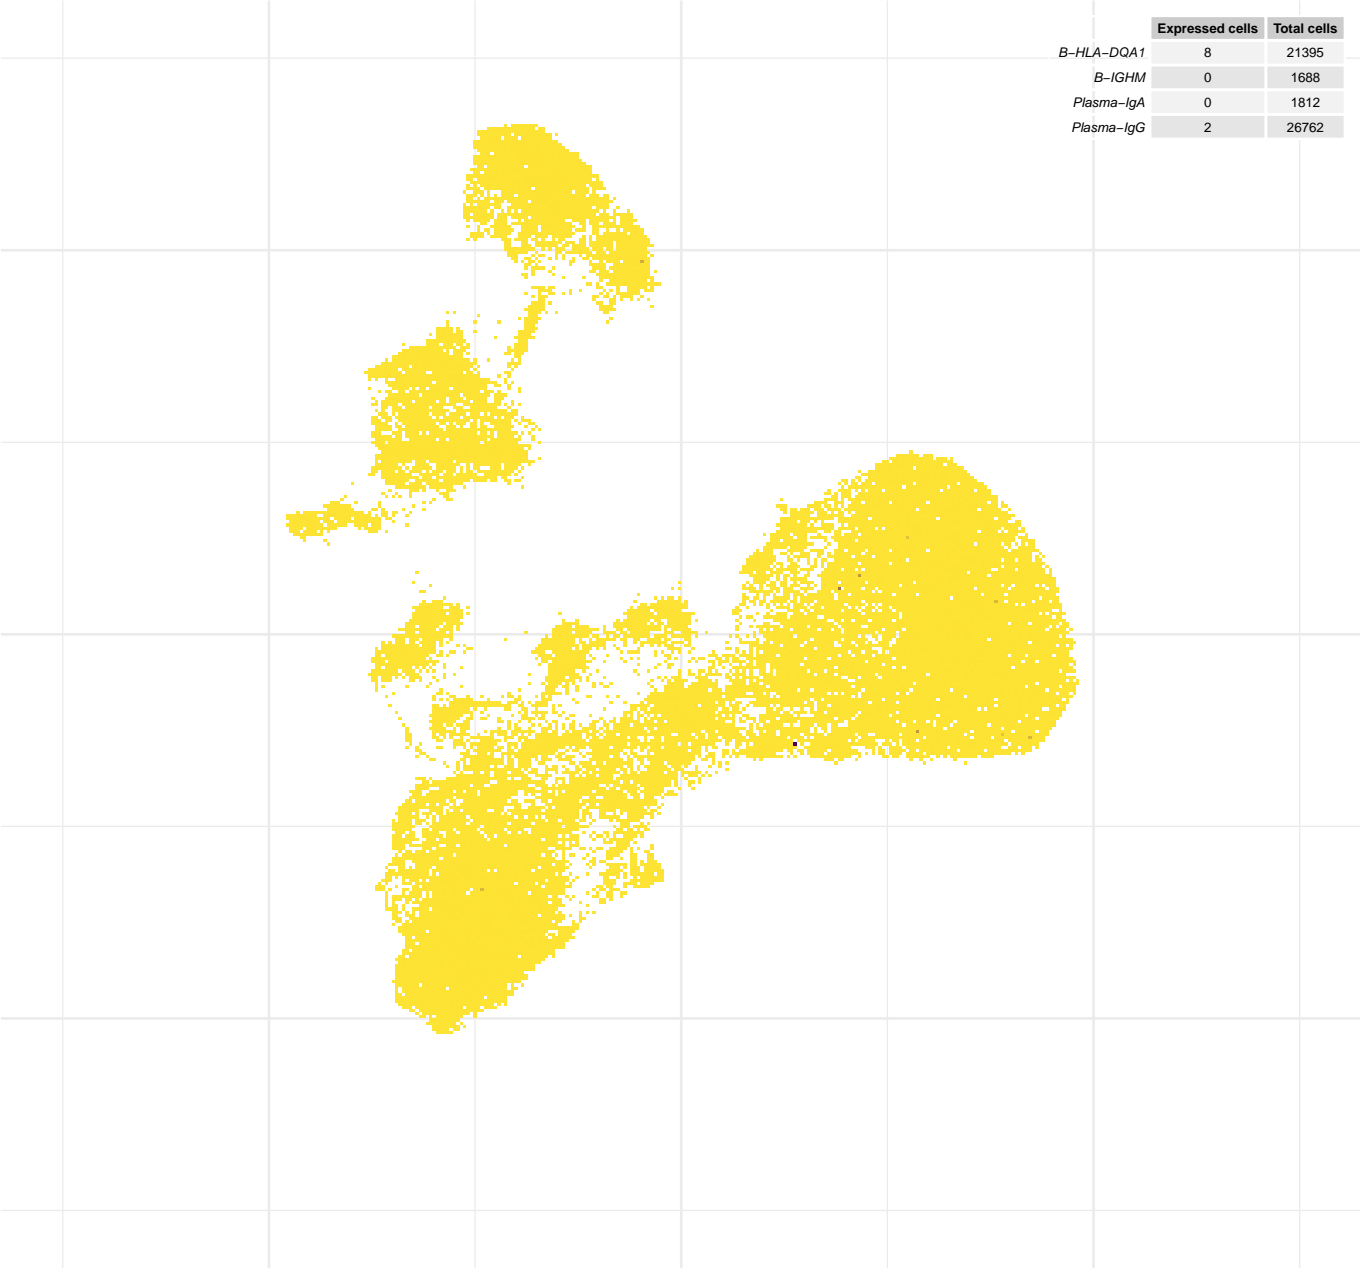 Expressed cells Total cells
B−HLA−DQA1 8 21395
B−IGHM 0 1688
Plasma−IgA 0 1812
Plasma−IgG 2 26762